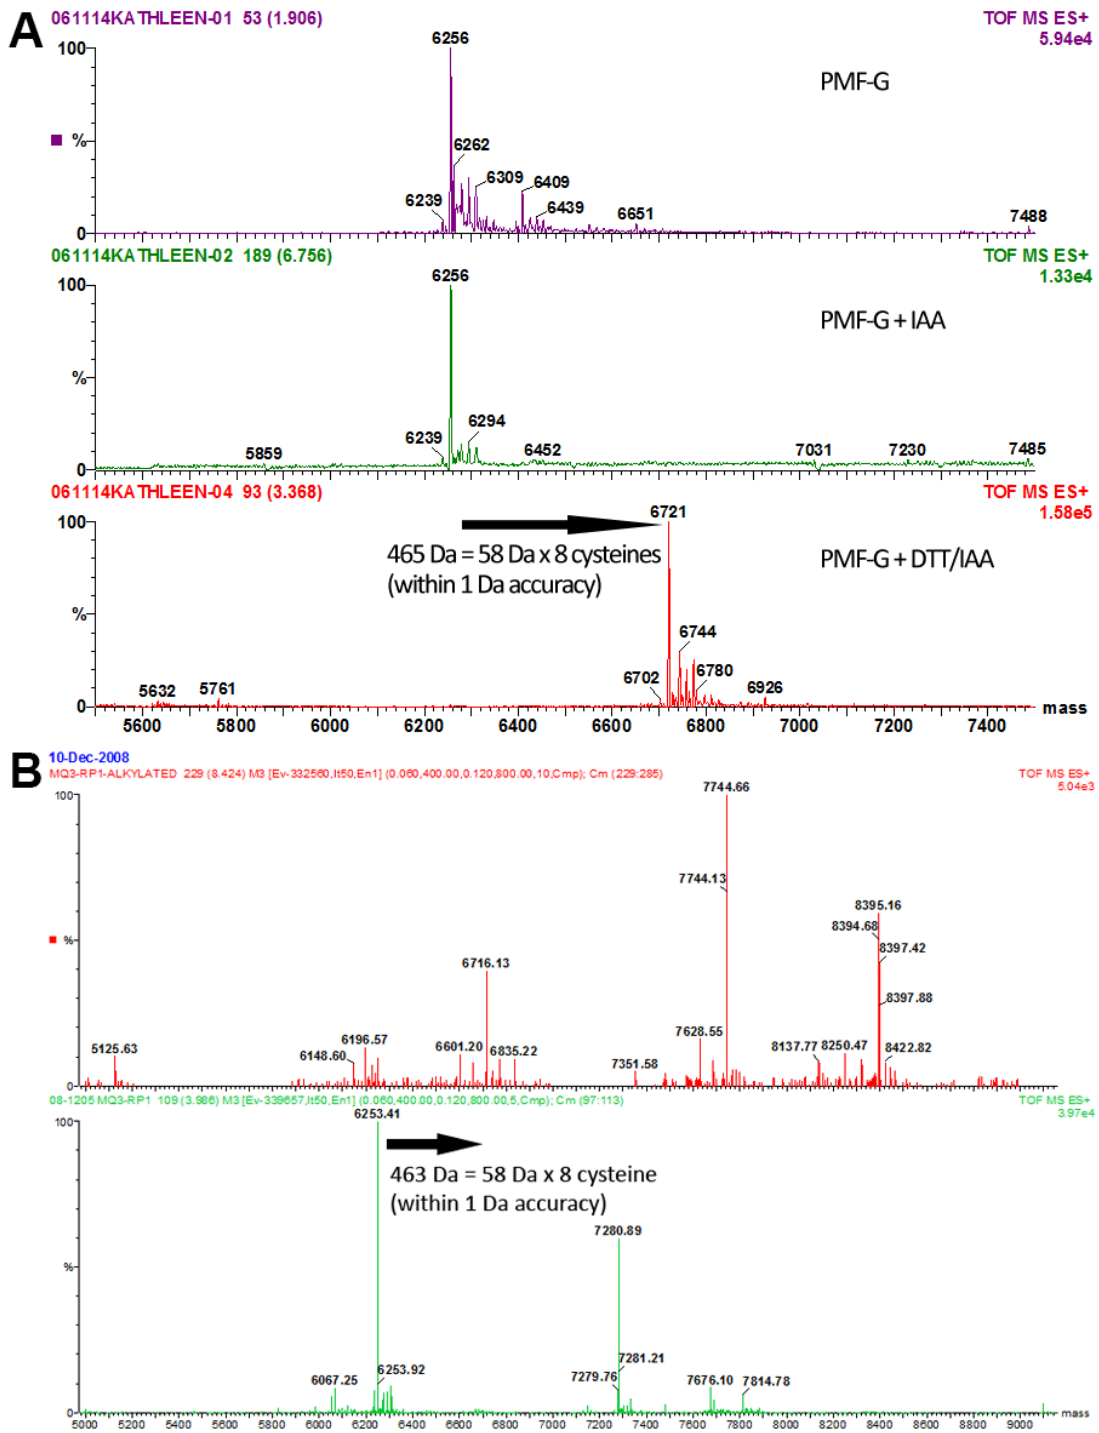 A
061114KATHLEEN-01 53 (1.906)
TOF MS ES+
5.94e4
6256
100
PMF-G
%
6262
6309
6409
6239
6439
6651
7488
0
061114KATHLEEN-02 189 (6.756)
TOF MS ES+
1.33e4
6256
100
PMF-G + IAA
%
6294
6239
5859
6452
7031
7230
7485
0
061114KATHLEEN-04 93 (3.368)
TOF MS ES+
1.58e5
6721
100
465 Da = 58 Da x 8 cysteines
(within 1 Da accuracy)
PMF-G + DTT/IAA
%
6744
6702
6780
5632
5761
6926
0
mass
5600 5800 6000 6200 6400 6600 6800 7000 7200 7400
B
10-Dec-2008
MQ3-RP1-ALKYLATED 229 (8.424) M3 [Ev-332560,It50,En1] (0.060,400.00,0.120,800.00,10,Cmp); Cm (229:285)
TOF MS ES+
5.04e3
7744.66
100
7744.13
8395.16
8394.68
%
8397.42
6716.13
8397.88
7628.55
6196.57
6601.20
6835.22
5125.63
6148.60
7351.58
8137.77
8250.47
8422.82
0
08-1205 MQ3-RP1 109 (3.986) M3 [Ev-339657,It50,En1] (0.060,400.00,0.120,800.00,5,Cmp); Cm (97:113)
TOF MS ES+
3.97e4
6253.41
100
463 Da = 58 Da x 8 cysteine
(within 1 Da accuracy)
7280.89
%
7281.21
7279.76
6067.25
6253.92
7676.10
7814.78
0
mass
5000 5200 5400 5600 5800 6000 6200 6400 6600 6800 7000 7200 7400 7600 7800 8000 8200 8400 8600 8800 9000